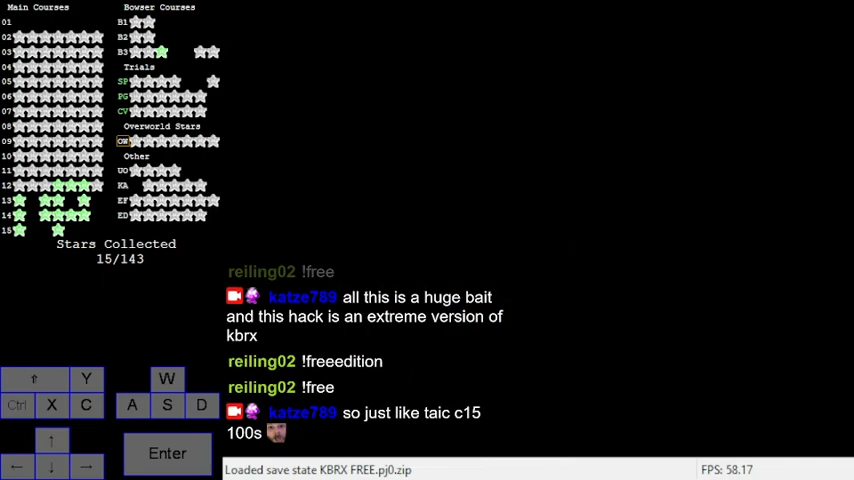 Main Courses
Bowser Courses
01
B1
02
B2
03
B3
04
Trials
05
SP
06
PG
07
CV
08
Overworld Stars
09
OW
10
Other
11
UO
12
KA
13
EF
14
ED
15
Stars Collected
15/143
reiling02 !free
katze789 all this is a huge bait
and this hack is an extreme version of
kbrx
reiling02 !freeedition
reiling02 !free
katze789 so just like taic c15
100s
⇧ Y W
Ctrl X C A S D
↑ Enter
← ↓ →
Loaded save state KBRX FREE.pj0.zip FPS: 58.17